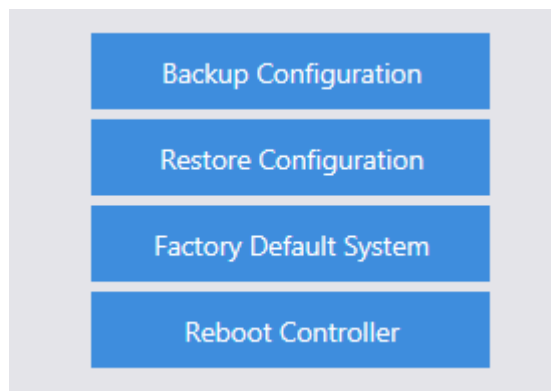 Backup Configuration
Restore Configuration
Factory Default System
Reboot Controller